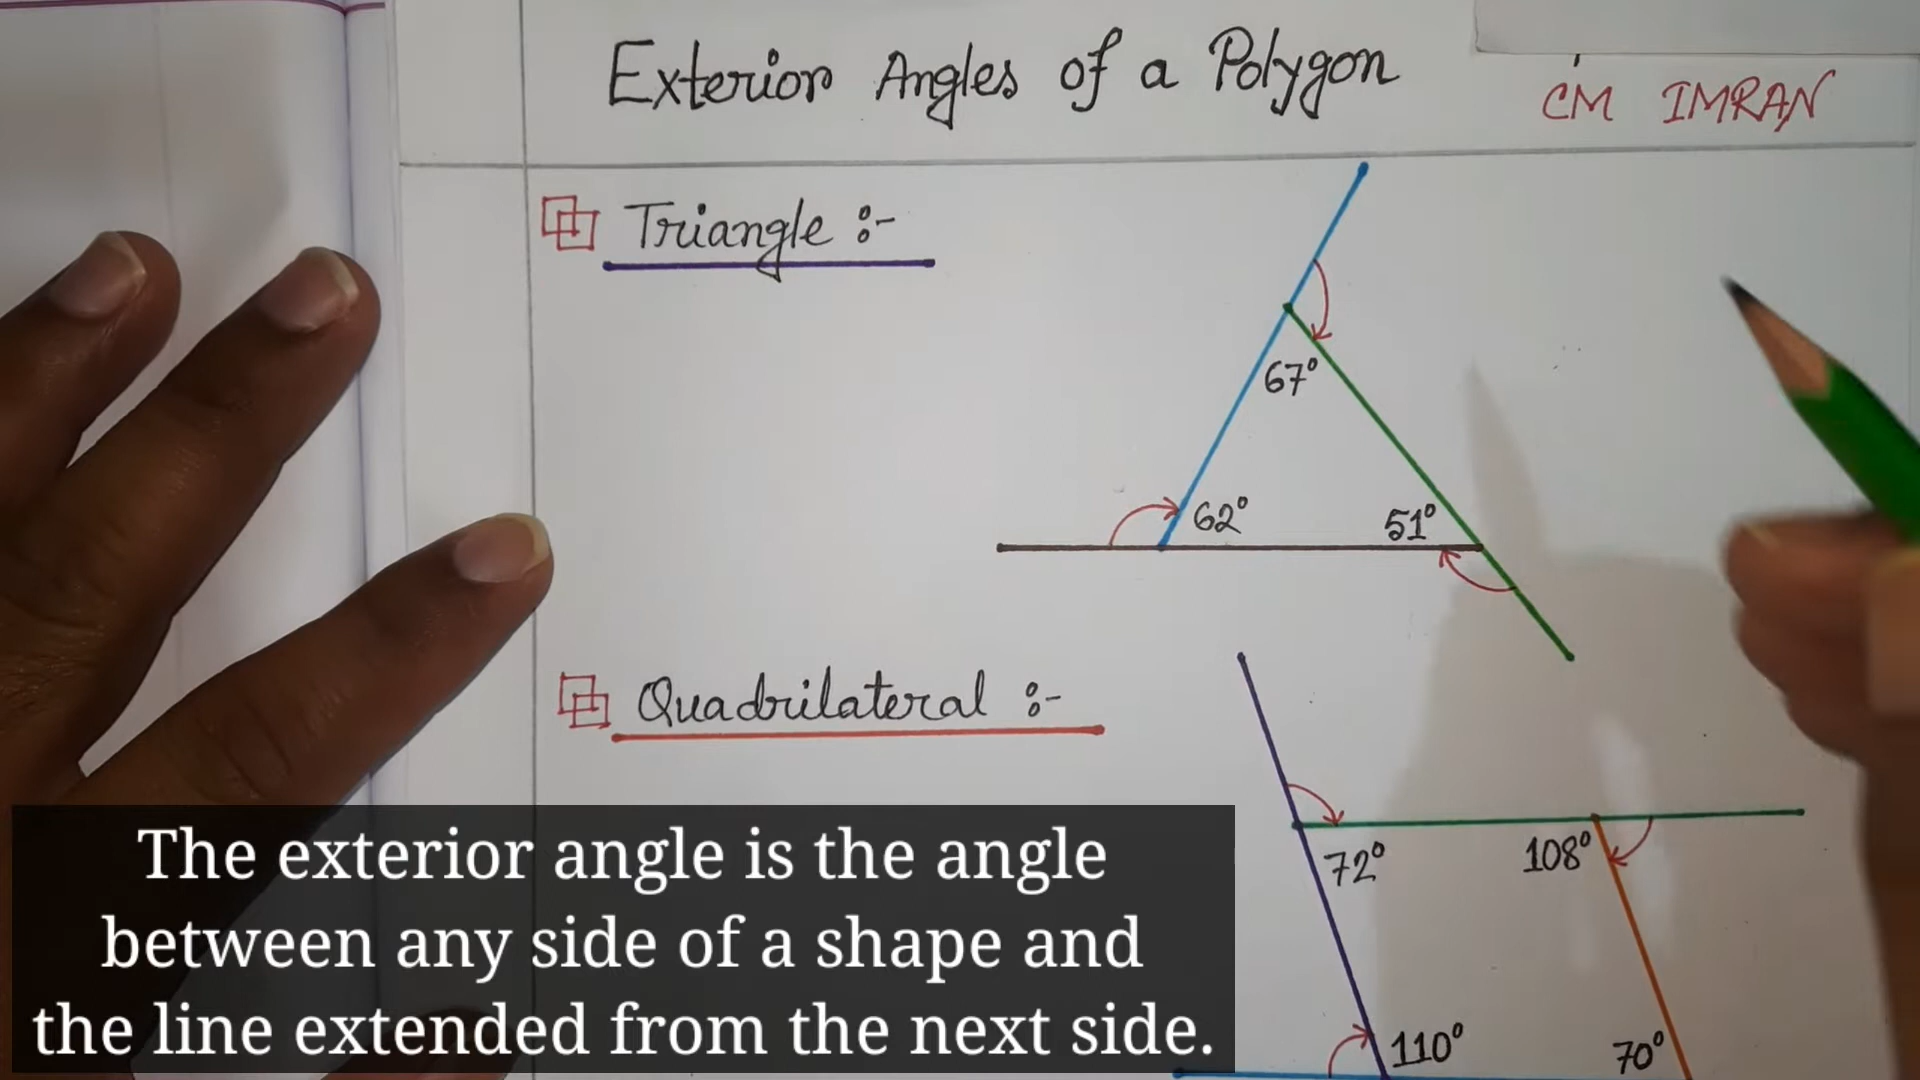 Exterior Angles of a Polygon
CM IMRAN
Triangle :-
67°
62°
51°
Quadrilateral :-
72°
108°
110°
70°
The exterior angle is the angle
between any side of a shape and
the line extended from the next side.